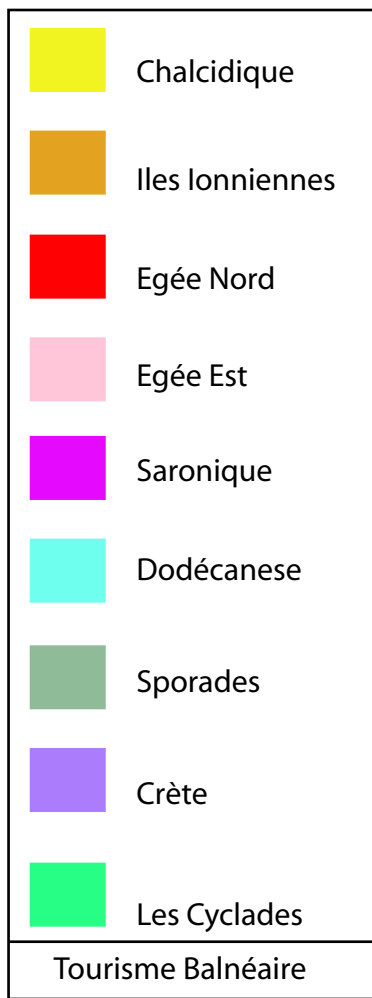 Chalcidique
Iles Ionniennes
Egée Nord
Egée Est
Saronique
Dodécanese
Sporades
Crète
Les Cyclades
Tourisme Balnéaire